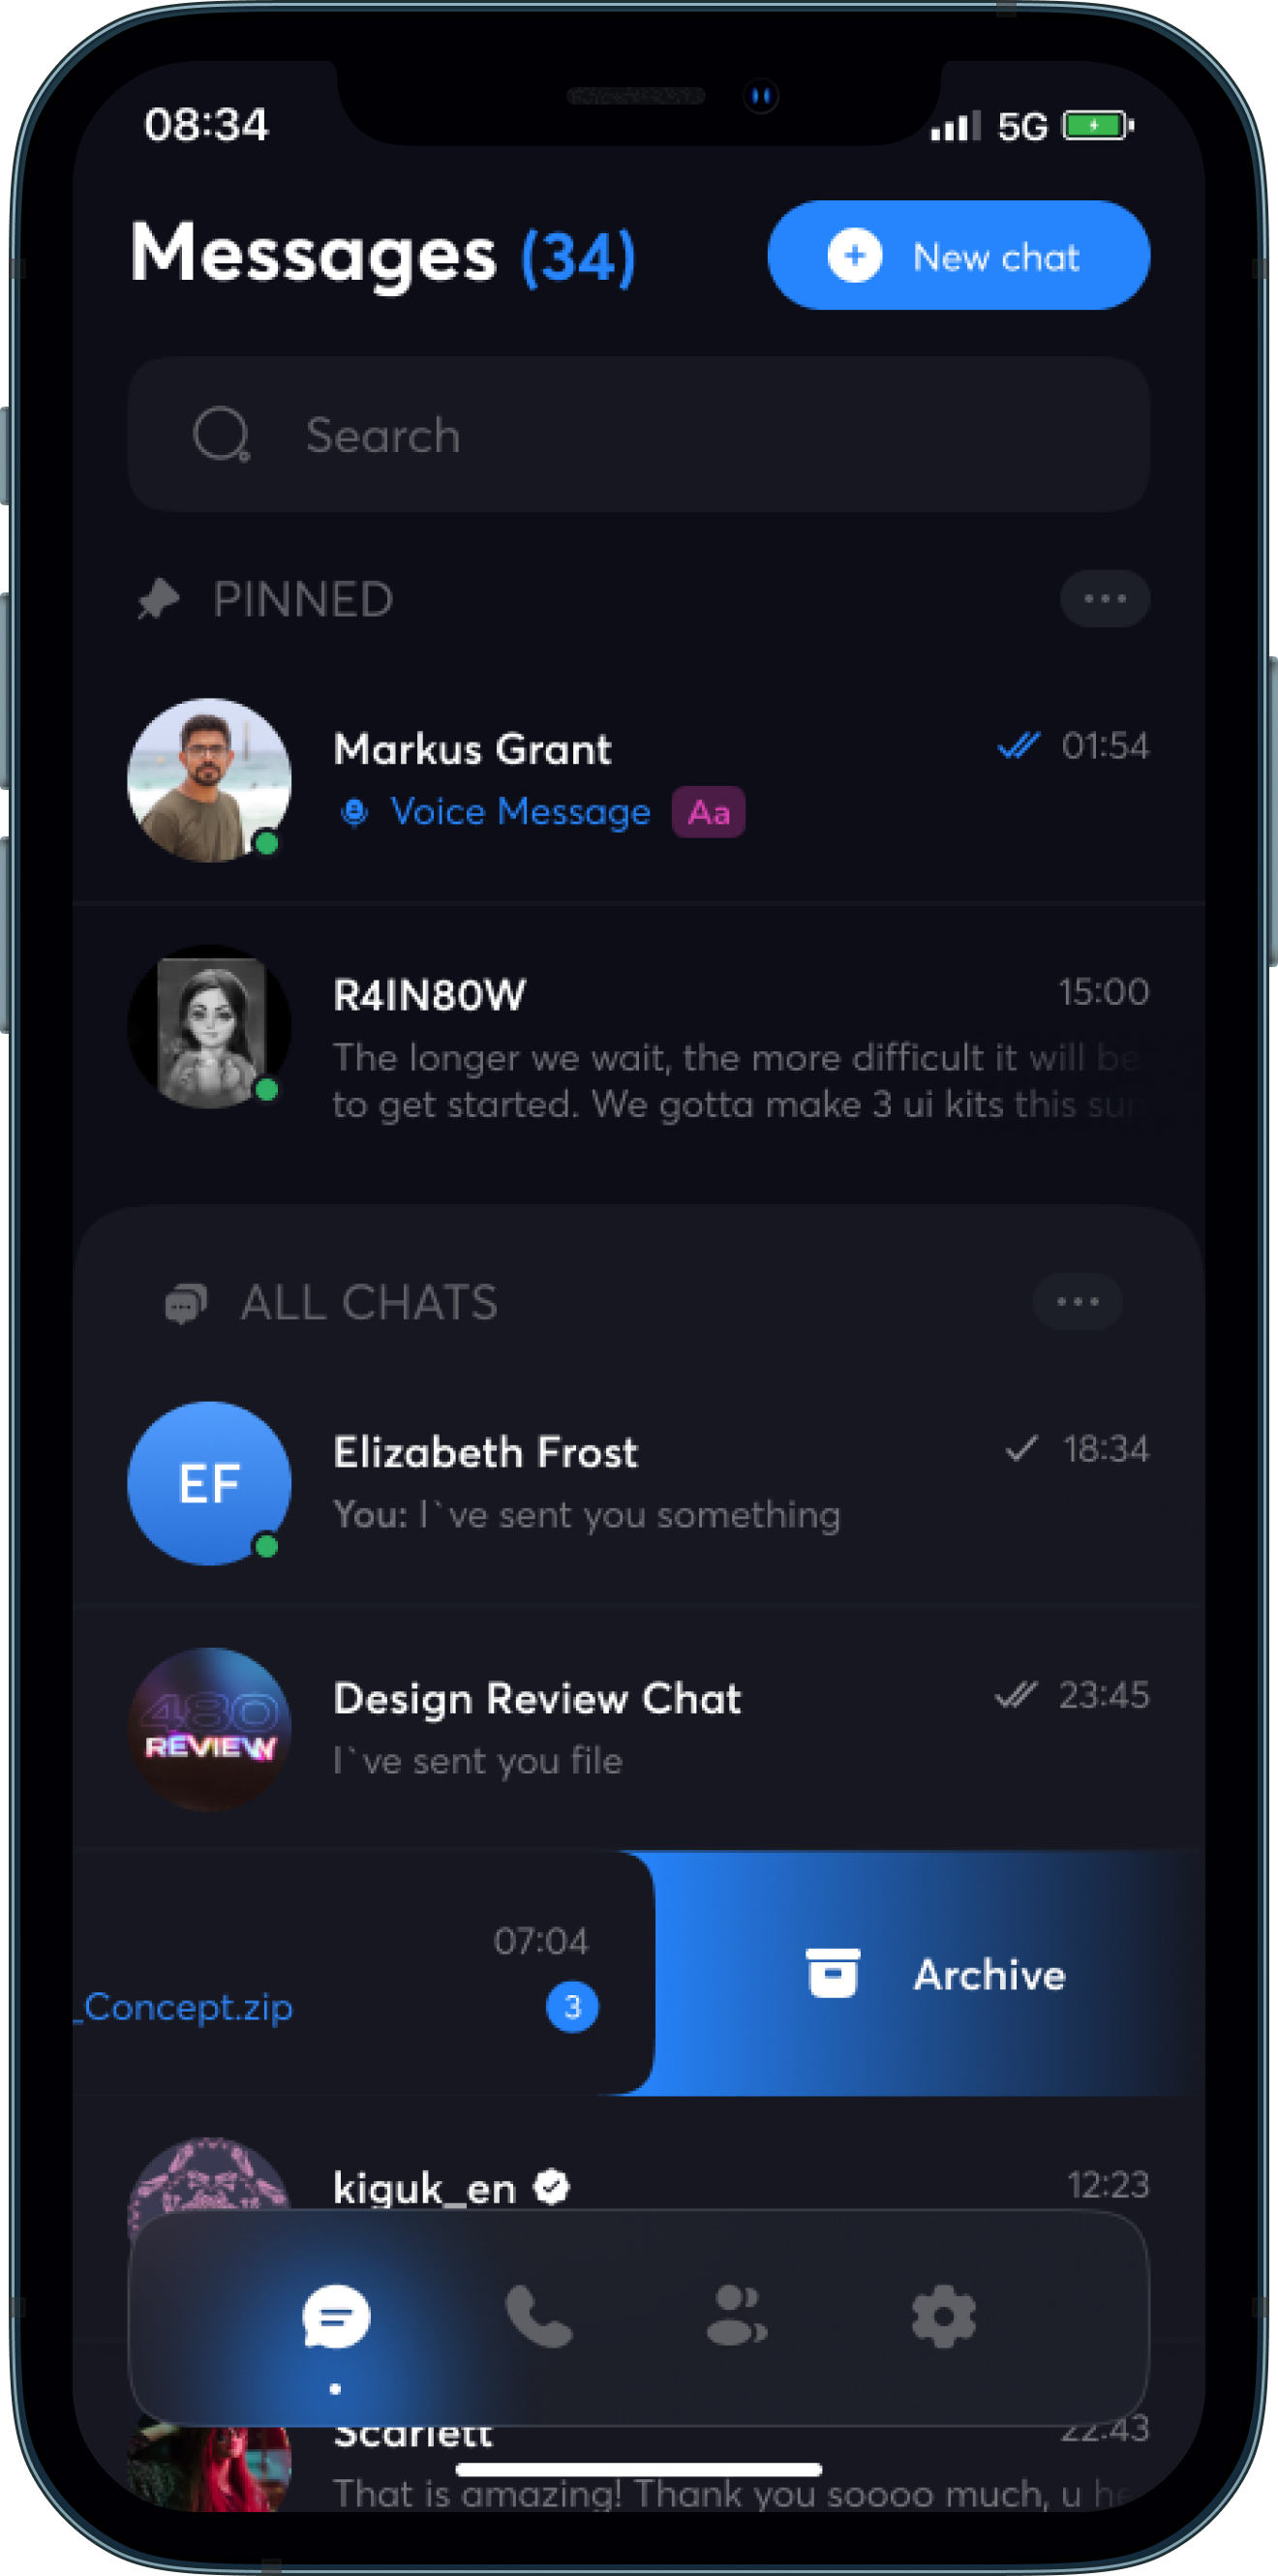 08:34
5G
Messages (34)
New chat
Search
PINNED
Markus Grant
01:54
Voice Message
Aa
R4IN80W
15:00
The longer we wait, the more difficult it will be
to get started. We gotta make 3 ui kits this sun
ALL CHATS
EF
Elizabeth Frost
18:34
You: I`ve sent you something
480
REVIEW
Design Review Chat
23:45
I`ve sent you file
07:04
_Concept.zip
3
Archive
kiguk_en
12:23
Scarlett
22:43
That is amazing! Thank you soooo much, u he